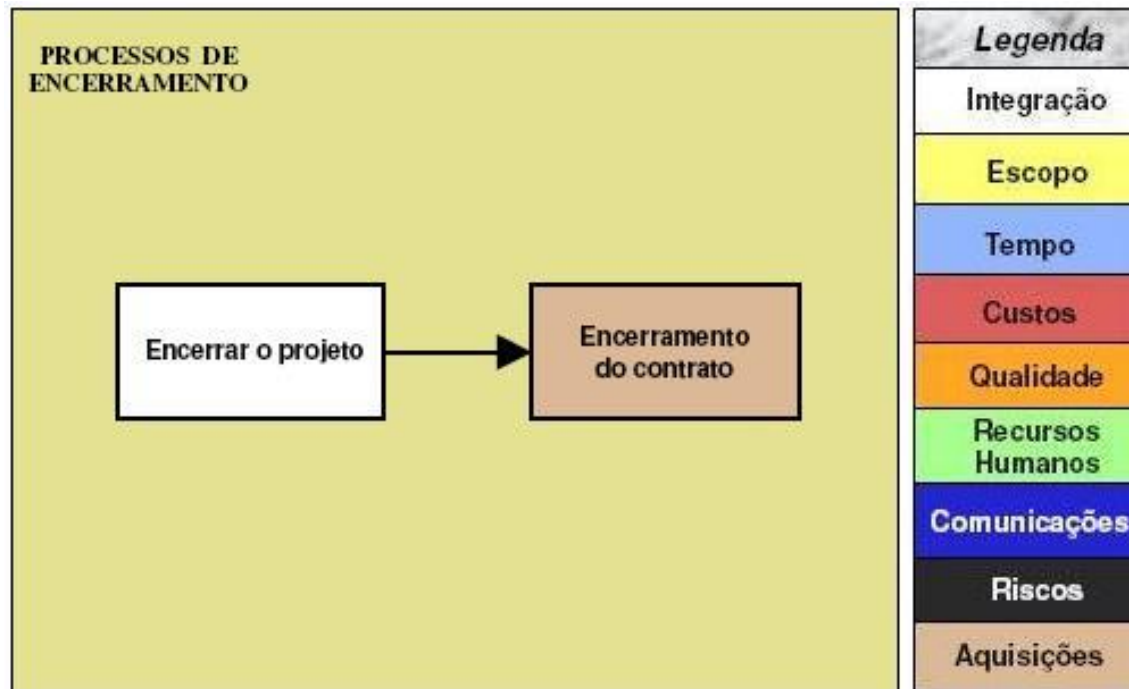 PROCESSOS DE
ENCERRAMENTO
Encerrar o projeto
Encerramento
do contrato
Legenda
Integração
Escopo
Tempo
Custos
Qualidade
Recursos
Humanos
Comunicações
Riscos
Aquisições